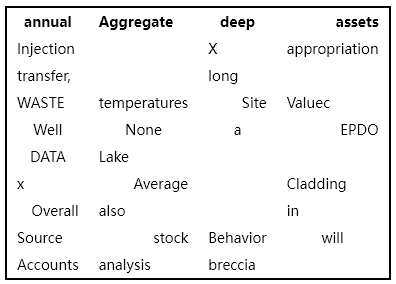 annual Aggregate deep assets
Injection X appropriation
transfer, long
WASTE temperatures Site Valuec
Well None a EPDO
DATA Lake
x Average Cladding
Overall also in
Source stock Behavior will
Accounts analysis breccia